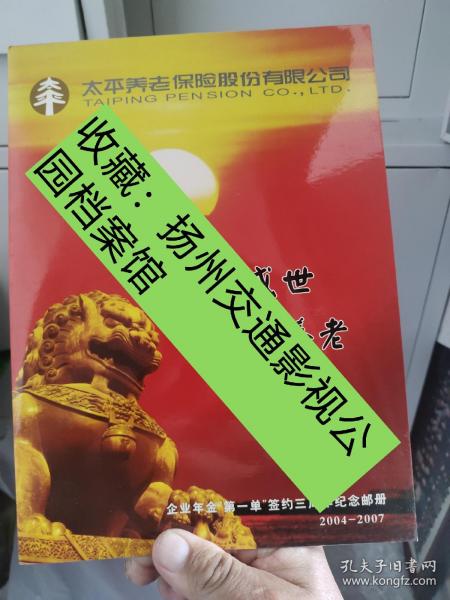 太平养老保险股份有限公司
TAIPING PENSION CO., LTD.
收藏：扬州交通影视公
园档案馆
世
老
企业年金"第一单"签约三周年纪念邮册
2004-2007
孔夫子旧书网
www.kongfz.com